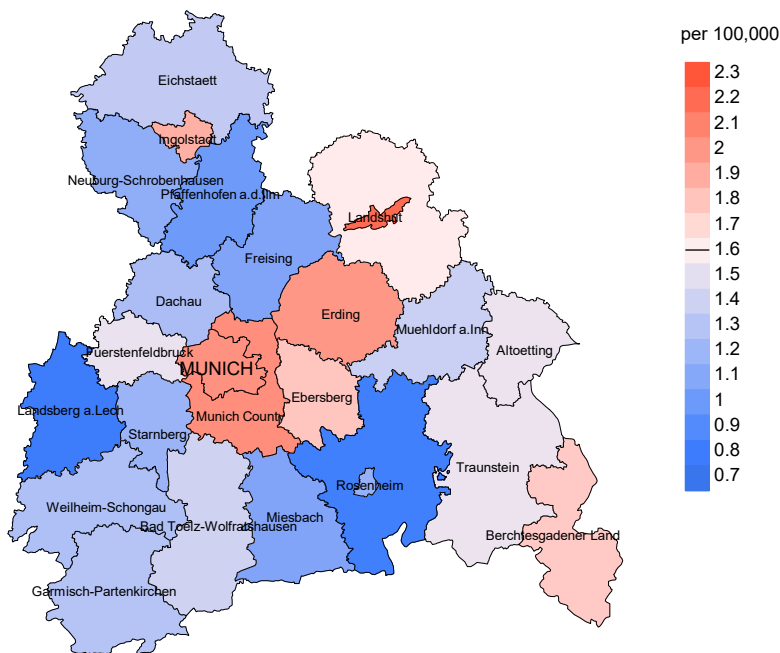 per 100,000
2.3
2.2
2.1
2
1.9
1.8
1.7
1.6
1.5
1.4
1.3
1.2
1.1
1
0.9
0.8
0.7
Eichstaett
Ingolstadt
Neuburg-Schrobenhausen
Pfaffenhofen a.d.Ilm
Landshut
Freising
Dachau
Erding
Muehldorf a.Inn
Altoetting
Fuerstenfeldbruck
MUNICH
Ebersberg
Landsberg a.Lech
Munich County
Starnberg
Traunstein
Rosenheim
Weilheim-Schongau
Miesbach
Bad Toelz-Wolfratshausen
Berchtesgadener Land
Garmisch-Partenkirchen